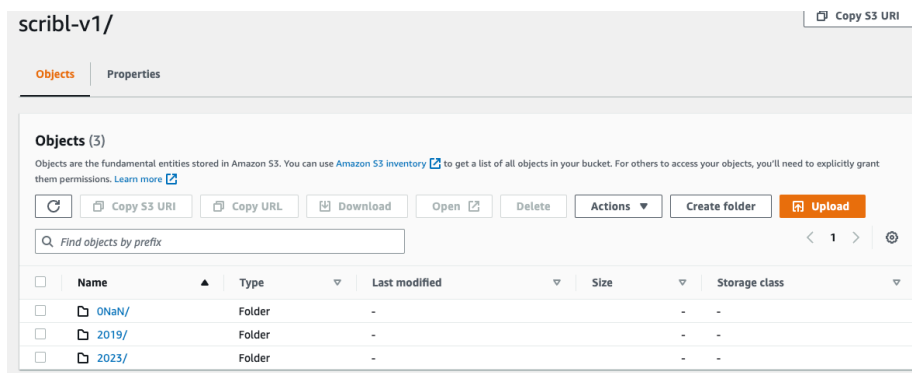 scribl-v1/
Copy S3 URI
Objects
Properties
Objects (3)
Objects are the fundamental entities stored in Amazon S3. You can use Amazon S3 inventory to get a list of all objects in your bucket. For others to access your objects, you'll need to explicitly grant
them permissions. Learn more
Copy S3 URI Copy URL Download Open Delete Actions Create folder Upload
Find objects by prefix
1
Name Type Last modified Size Storage class
0NaN/ Folder - - -
2019/ Folder - - -
2023/ Folder - - -